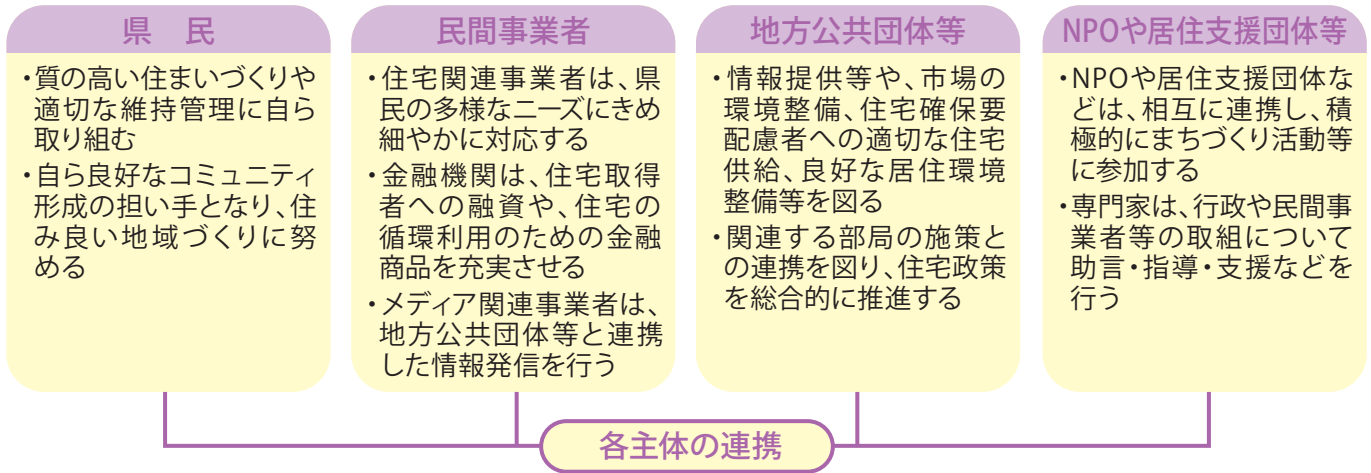 県　民
・質の高い住まいづくりや
適切な維持管理に自ら
取り組む
・自ら良好なコミュニティ
形成の担い手となり、住
み良い地域づくりに努
める
民間事業者
・住宅関連事業者は、県
民の多様なニーズにきめ
細やかに対応する
・金融機関は、住宅取得
者への融資や、住宅の
循環利用のための金融
商品を充実させる
・メディア関連事業者は、
地方公共団体等と連携
した情報発信を行う
地方公共団体等
・情報提供等や、市場の
環境整備、住宅確保要
配慮者への適切な住宅
供給、良好な居住環境
整備等を図る
・関連する部局の施策と
の連携を図り、住宅政策
を総合的に推進する
NPOや居住支援団体等
・NPOや居住支援団体な
どは、相互に連携し、積
極的にまちづくり活動等
に参加する
・専門家は、行政や民間事
業者等の取組について
助言・指導・支援などを
行う
各主体の連携